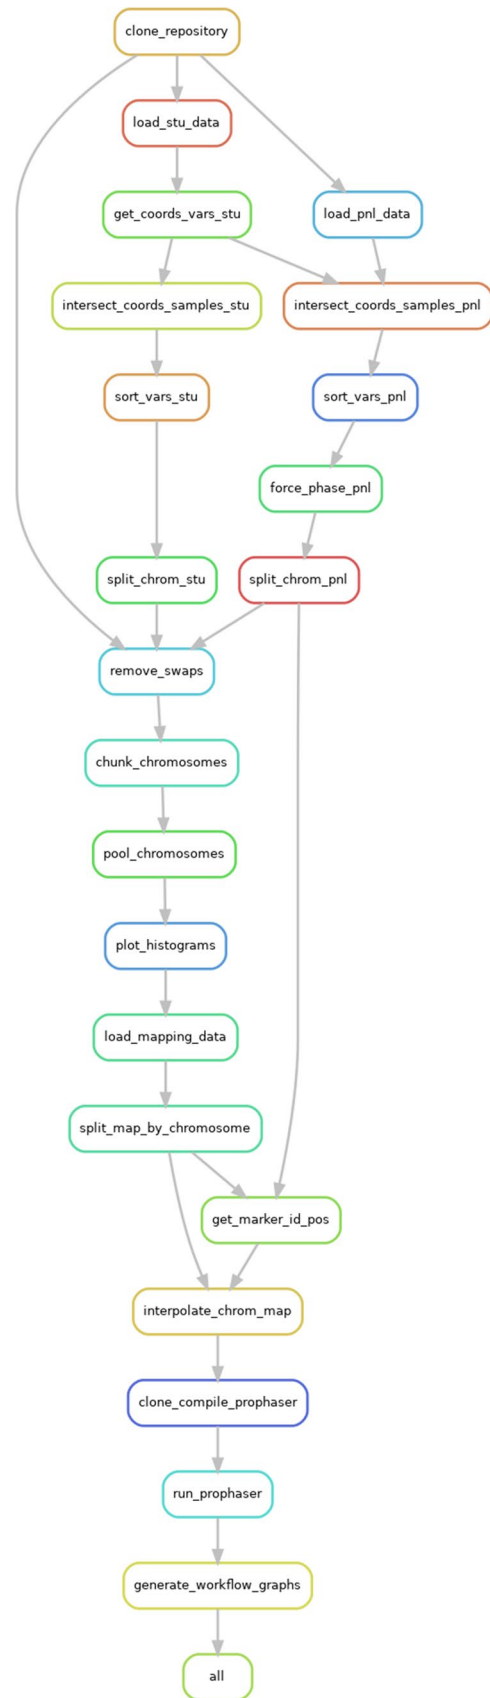 clone_repository
load_stu_data
get_coords_vars_stu
load_pnl_data
intersect_coords_samples_stu
intersect_coords_samples_pnl
sort_vars_stu
sort_vars_pnl
force_phase_pnl
split_chrom_stu
split_chrom_pnl
remove_swaps
chunk_chromosomes
pool_chromosomes
plot_histograms
load_mapping_data
split_map_by_chromosome
get_marker_id_pos
interpolate_chrom_map
clone_compile_prophaser
run_prophaser
generate_workflow_graphs
all